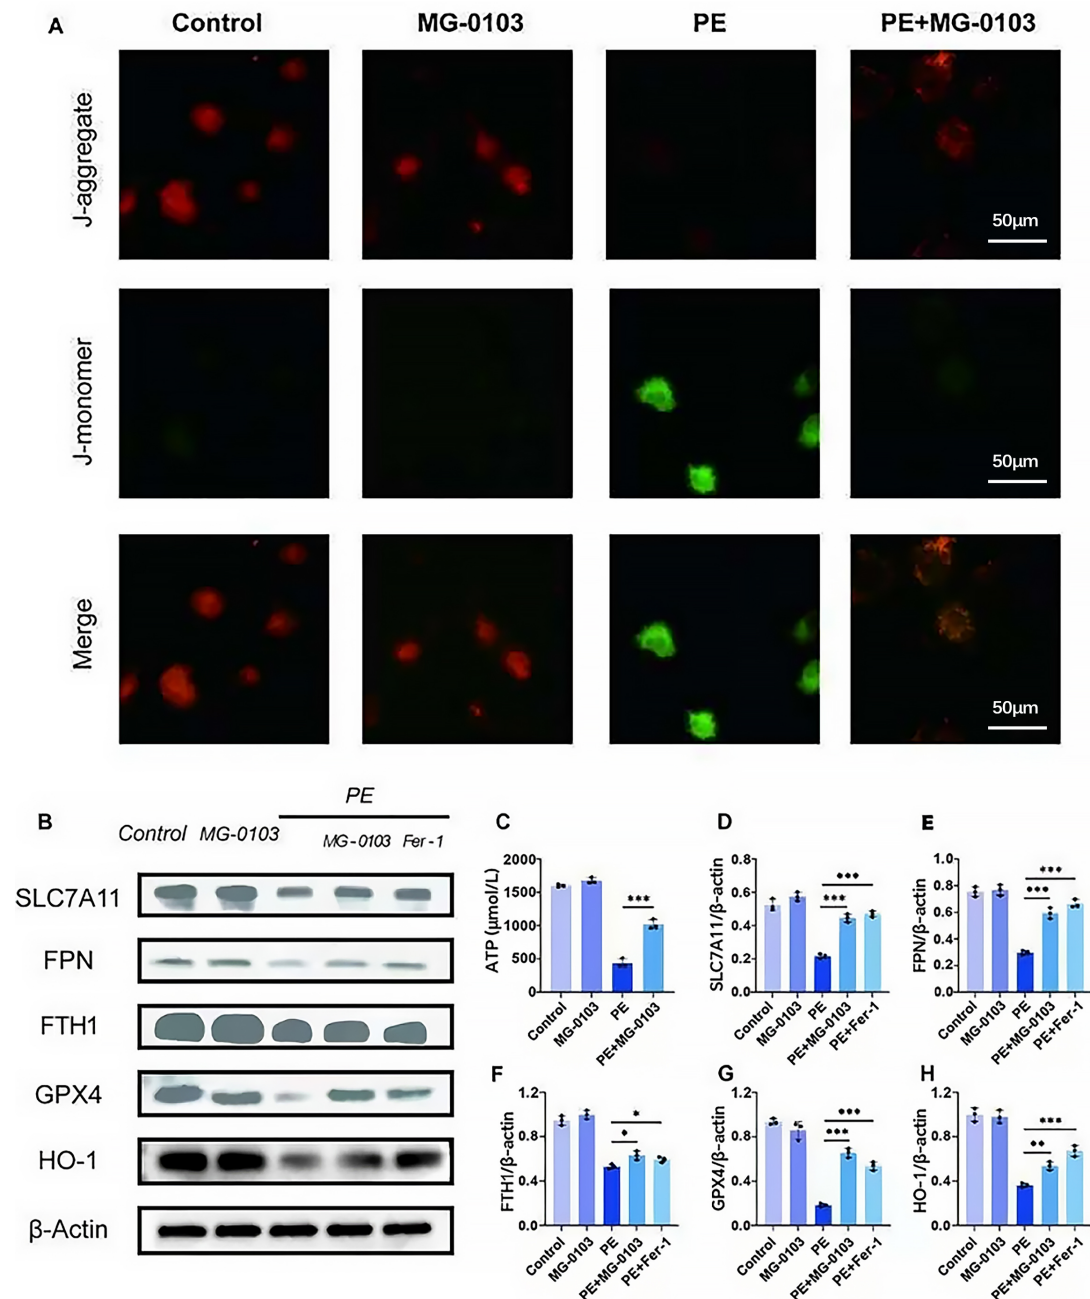 A
Control
MG-0103
PE
PE+MG-0103
J-aggregate
50μm
J-monomer
50μm
Merge
50μm
B
PE
Control
MG-0103
MG-0103
Fer-1
SLC7A11
FPN
FTH1
GPX4
HO-1
β-Actin
C
ATP (μmol/L)
2000
1500
1000
500
0
***
Control
MG-0103
PE
PE+MG-0103
D
SLC7A11/β-actin
0.8
0.6
0.4
0.2
0.0
***
***
Control
MG-0103
PE
PE+MG-0103
PE+Fer-1
E
FPN/β-actin
1.0
0.8
0.6
0.4
0.2
0.0
***
***
Control
MG-0103
PE
PE+MG-0103
PE+Fer-1
F
FTH1/β-actin
1.2
0.8
0.4
0.0
*
*
Control
MG-0103
PE
PE+MG-0103
PE+Fer-1
G
GPX4/β-actin
1.2
0.8
0.4
0.0
***
***
Control
MG-0103
PE
PE+MG-0103
PE+Fer-1
H
HO-1/β-actin
1.2
0.8
0.4
0.0
***
**
Control
MG-0103
PE
PE+MG-0103
PE+Fer-1